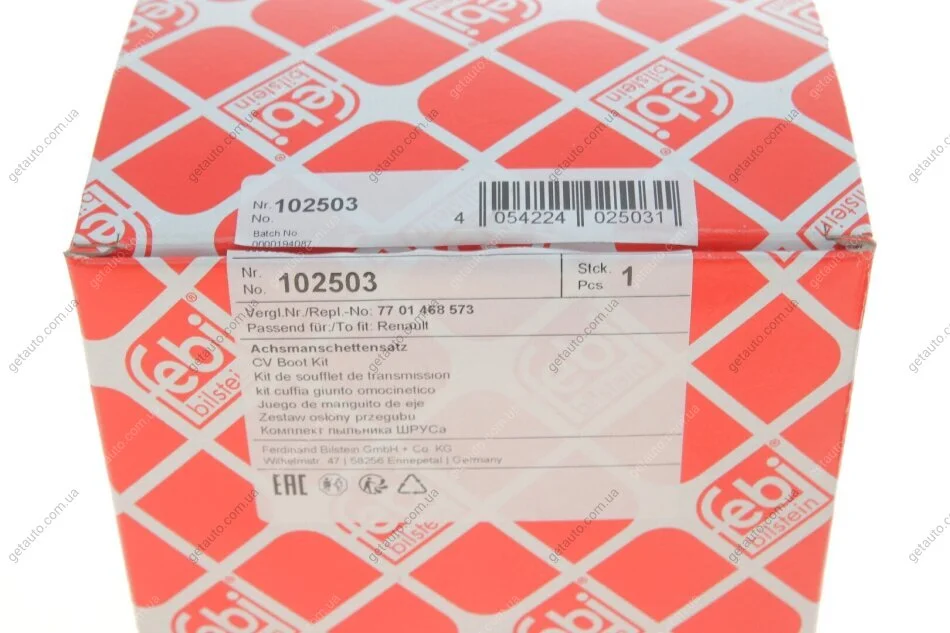 febi
bilstein
Nr. 102503
No.
Batch No
0000194087
4 054224 025031
Nr.
No. 102503
Stck.
Pcs 1
Vergl.Nr./Repl.-No: 77 01 468 573
Passend für:/To fit: Renault
Achsmanschettensatz
CV Boot Kit
Kit de soufflet de transmission
kit cuffia giunto omocinetico
Juego de manguito de eje
Zestaw osłony przegubu
Комплект пыльника ШРУСа
Ferdinand Bilstein GmbH + Co. KG
Wilhelmstr. 47 | 58256 Ennepetal | Germany
EAC
getauto.com.ua